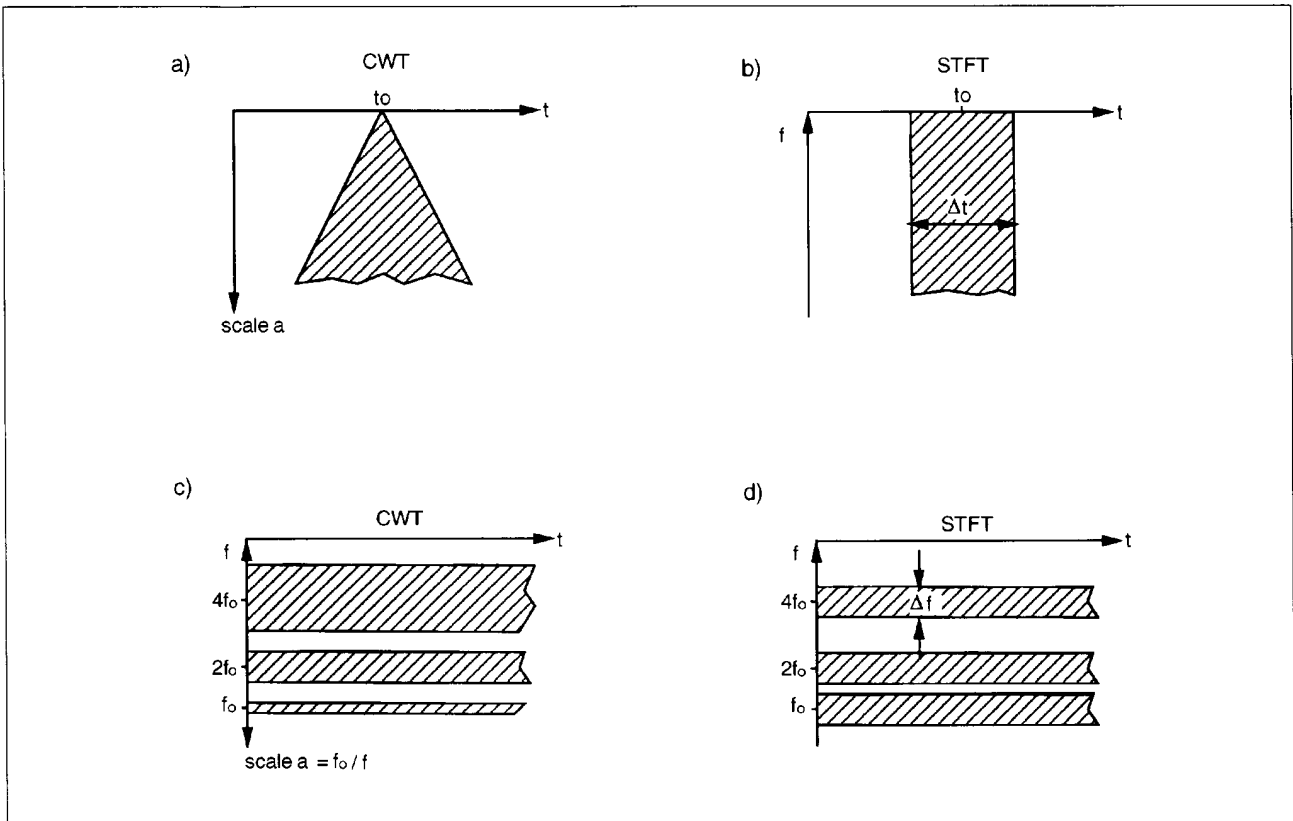 a)
CWT
to
t
scale a
b)
STFT
to
t
f
Δt
c)
CWT
t
f
4fo
2fo
fo
scale a = fo / f
d)
STFT
t
f
4fo
Δf
2fo
fo